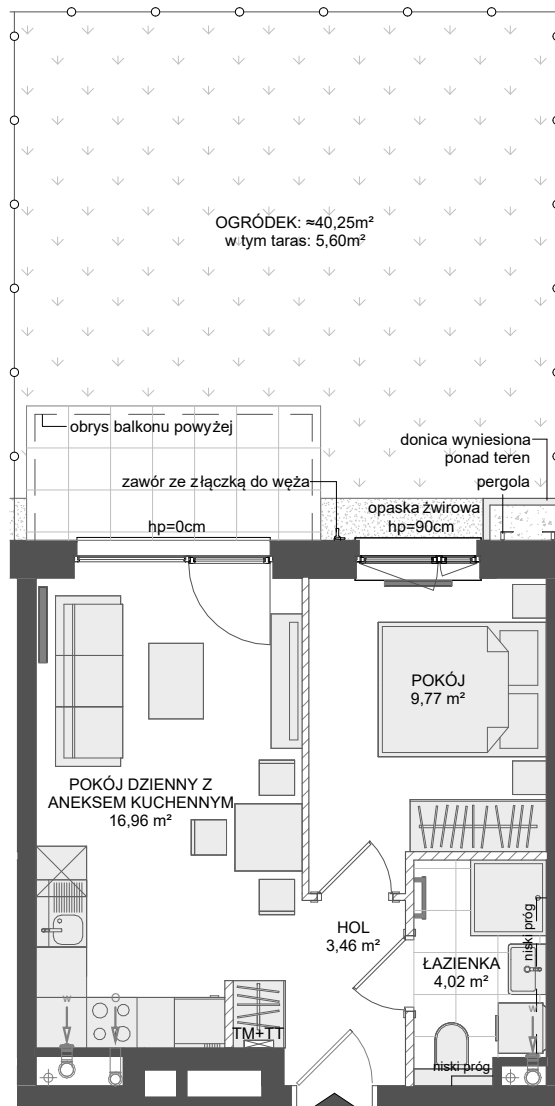 OGRÓDEK: ≈40,25m²
w tym taras: 5,60m²
obrys balkonu powyżej
donica wyniesiona
ponad teren
zawór ze złączką do węża
pergola
opaska żwirowa
hp=0cm
hp=90cm
POKÓJ
9,77 m²
POKÓJ DZIENNY Z
ANEKSEM KUCHENNYM
16,96 m²
niski próg
HOL
3,46 m²
ŁAZIENKA
4,02 m²
W
O
W
TM+TT
niski próg